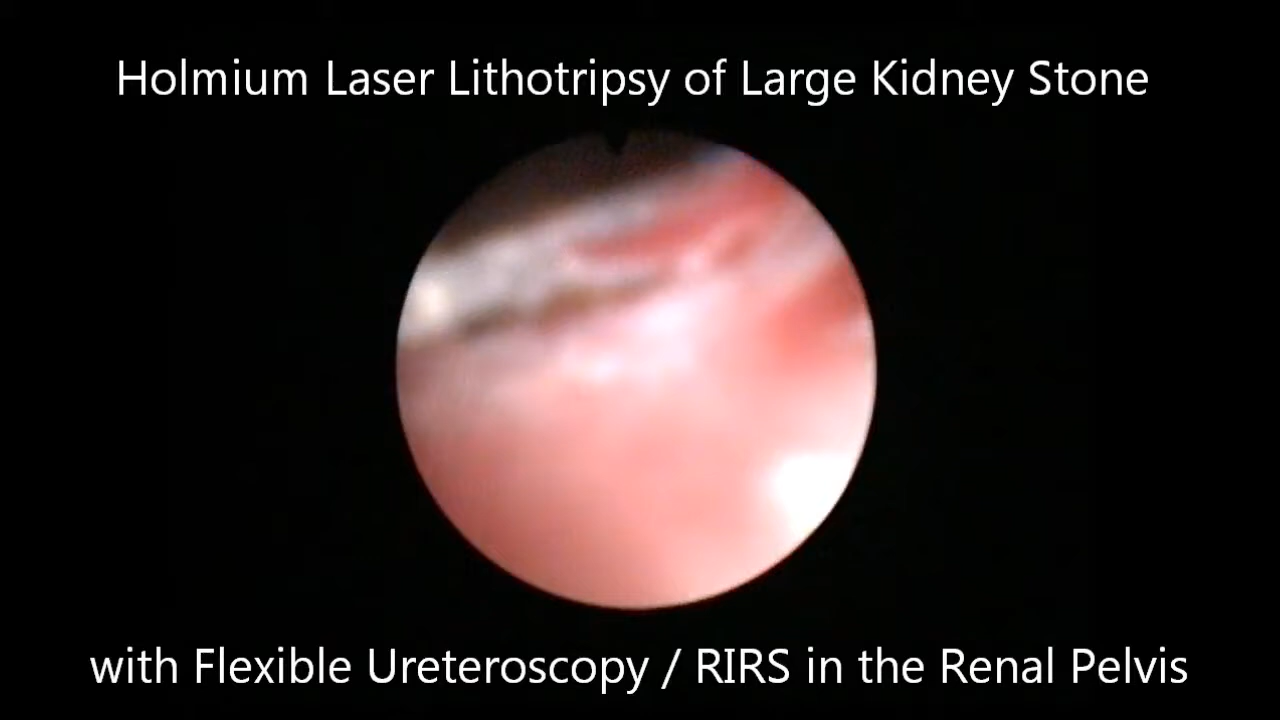 Holmium Laser Lithotripsy of Large Kidney Stone
with Flexible Ureteroscopy / RIRS in the Renal Pelvis